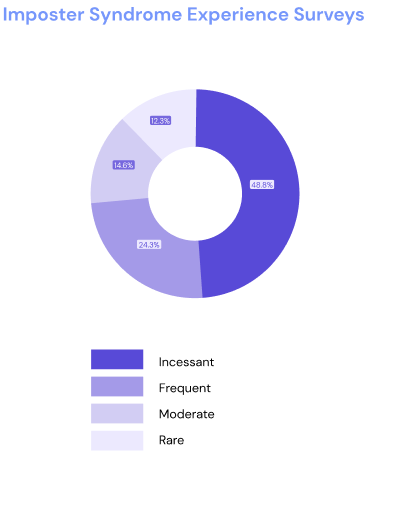 Imposter Syndrome Experience Surveys
12.3%
14.6%
48.8%
24.3%
Incessant
Frequent
Moderate
Rare